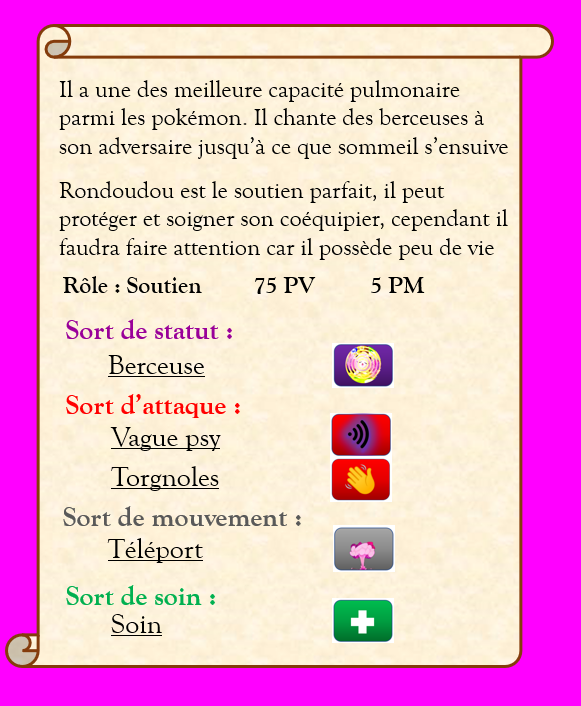 Il a une des meilleure capacité pulmonaire
parmi les pokémon. Il chante des berceuses à
son adversaire jusqu'à ce que sommeil s'ensuive
Rondoudou est le soutien parfait, il peut
protéger et soigner son coéquipier, cependant il
faudra faire attention car il possède peu de vie
Rôle : Soutien 75 PV 5 PM
Sort de statut :
Berceuse
Sort d'attaque :
Vague psy
Torgnoles
Sort de mouvement :
Téléport
Sort de soin :
Soin